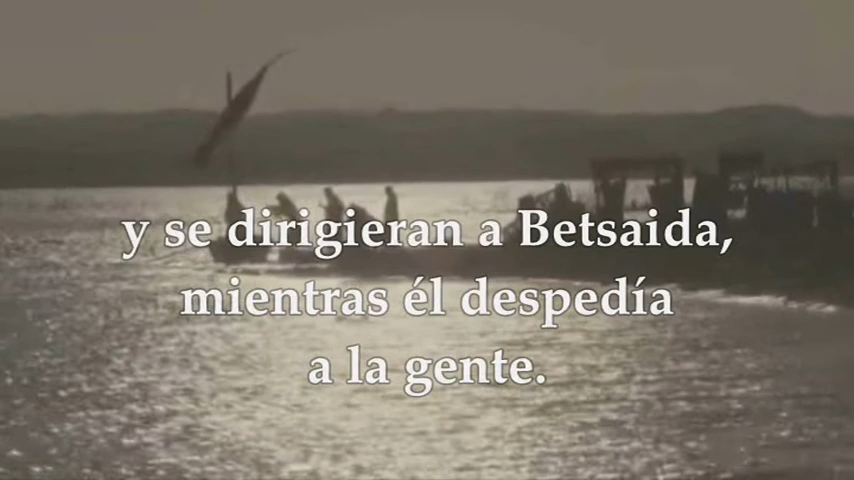 y se dirigieran a Betsaida,
mientras él despedía
a la gente.